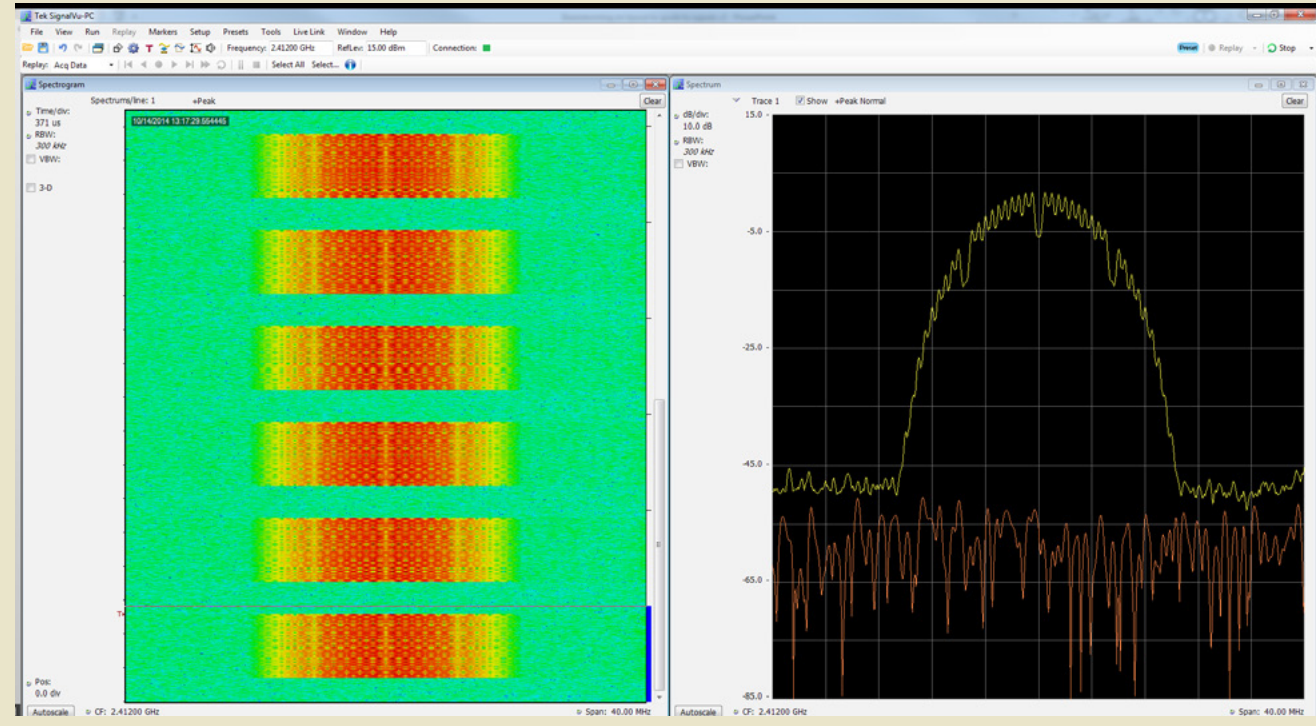 Tek SignalVu-PC
File View Run Replay Markers Setup Presets Tools Live Link Window Help
Frequency: 2.41200 GHz RefLev: 15.00 dBm Connection:
Preset Replay Stop
Replay: Acq Data Select All Select...
Spectrogram
Spectrums/line: 1 +Peak Clear
Time/div:
371 us
RBW:
300 kHz
VBW:
3-D
10/14/2014 13:17:29.554445
T
Pos:
0.0 div
Autoscale CF: 2.41200 GHz Span: 40.00 MHz
Spectrum
Trace 1 Show +Peak Normal Clear
dB/div:
10.0 dB
RBW:
300 kHz
VBW:
15.0
-5.0
-25.0
-45.0
-65.0
-85.0
Autoscale CF: 2.41200 GHz Span: 40.00 MHz